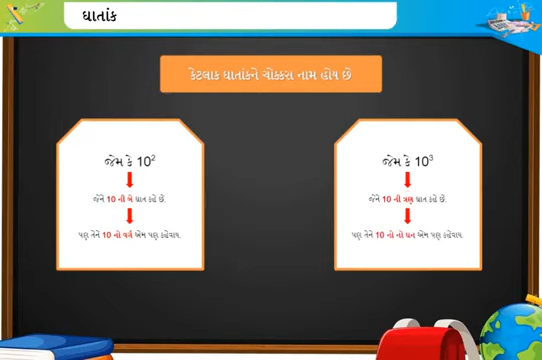 ઘાતાંક
કેટલાક ઘાતાંકને ચોક્કસ નામ હોય છે
જેમ કે 10²
જેને 10 ની બે ઘાત કહે છે.
પણ તેને 10 નો વર્ગ એમ પણ કહેવાય.
જેમ કે 10³
જેને 10 ની ત્રણ ઘાત કહે છે.
પણ તેને 10 નો નો ઘન એમ પણ કહેવાય.